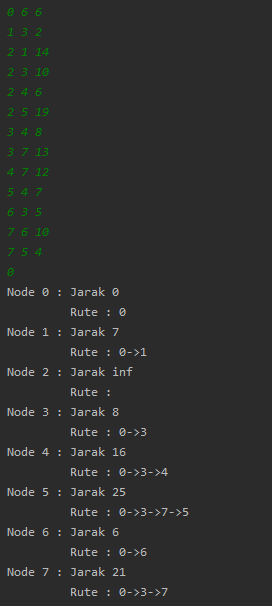 0 6 6
1 3 2
2 1 14
2 3 10
2 4 6
2 5 19
3 4 8
3 7 13
4 7 12
5 4 7
6 3 5
7 6 10
7 5 4
0
Node 0 : Jarak 0
Rute : 0
Node 1 : Jarak 7
Rute : 0->1
Node 2 : Jarak inf
Rute :
Node 3 : Jarak 8
Rute : 0->3
Node 4 : Jarak 16
Rute : 0->3->4
Node 5 : Jarak 25
Rute : 0->3->7->5
Node 6 : Jarak 6
Rute : 0->6
Node 7 : Jarak 21
Rute : 0->3->7